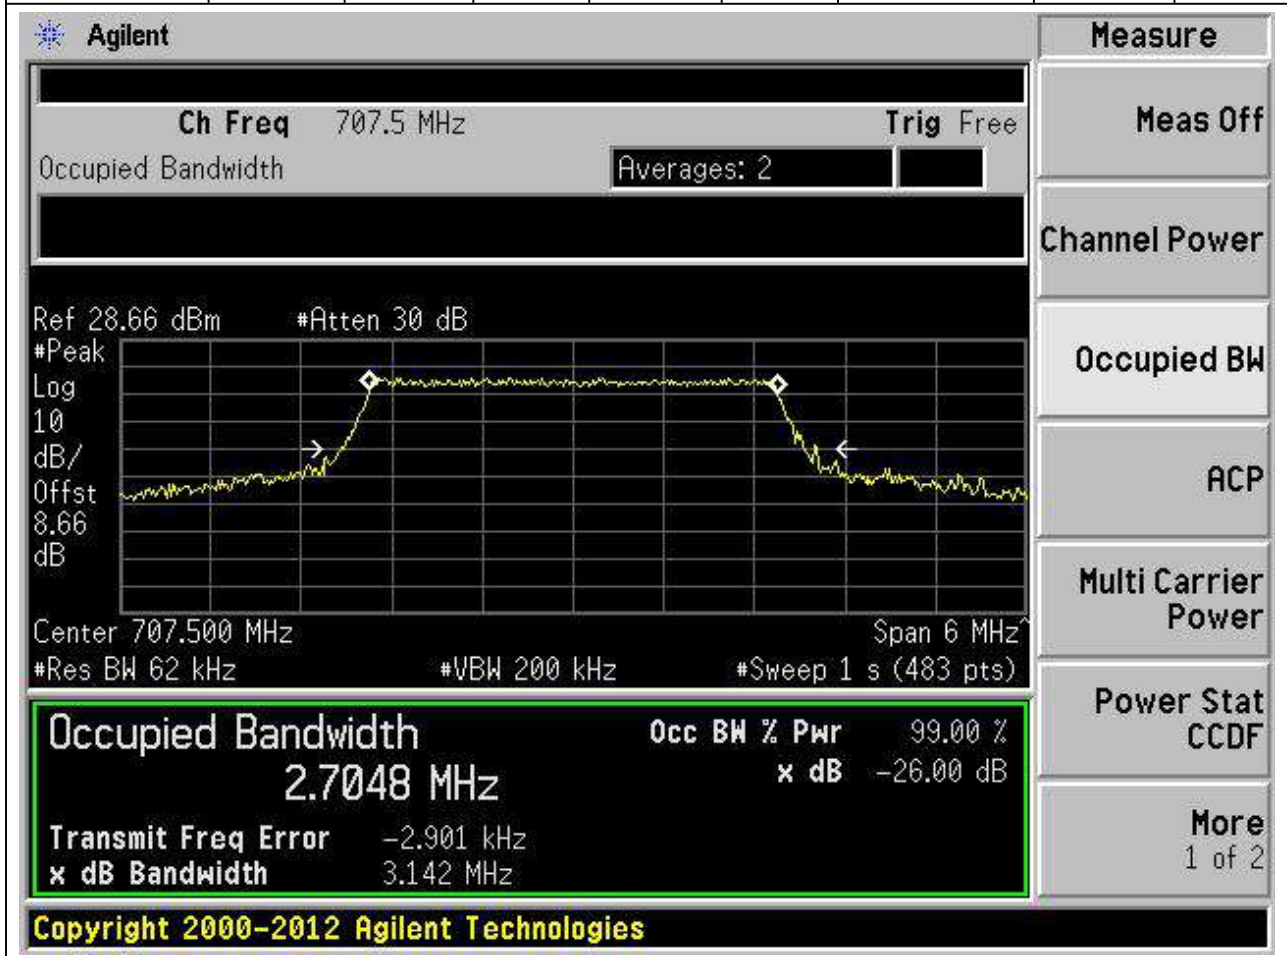 Agilent
Measure
Ch Freq 707.5 MHz Trig Free
Occupied Bandwidth Averages: 2
Meas Off
Channel Power
Occupied BW
ACP
Multi Carrier
Power
Power Stat
CCDF
More
1 of 2
Ref 28.66 dBm #Atten 30 dB
#Peak
Log
10
dB/
Offst
8.66
dB
Center 707.500 MHz Span 6 MHz^
#Res BW 62 kHz #VBW 200 kHz #Sweep 1 s (483 pts)
Occupied Bandwidth Occ BW % Pwr 99.00 %
2.7048 MHz x dB -26.00 dB
Transmit Freq Error -2.901 kHz
x dB Bandwidth 3.142 MHz
Copyright 2000-2012 Agilent Technologies